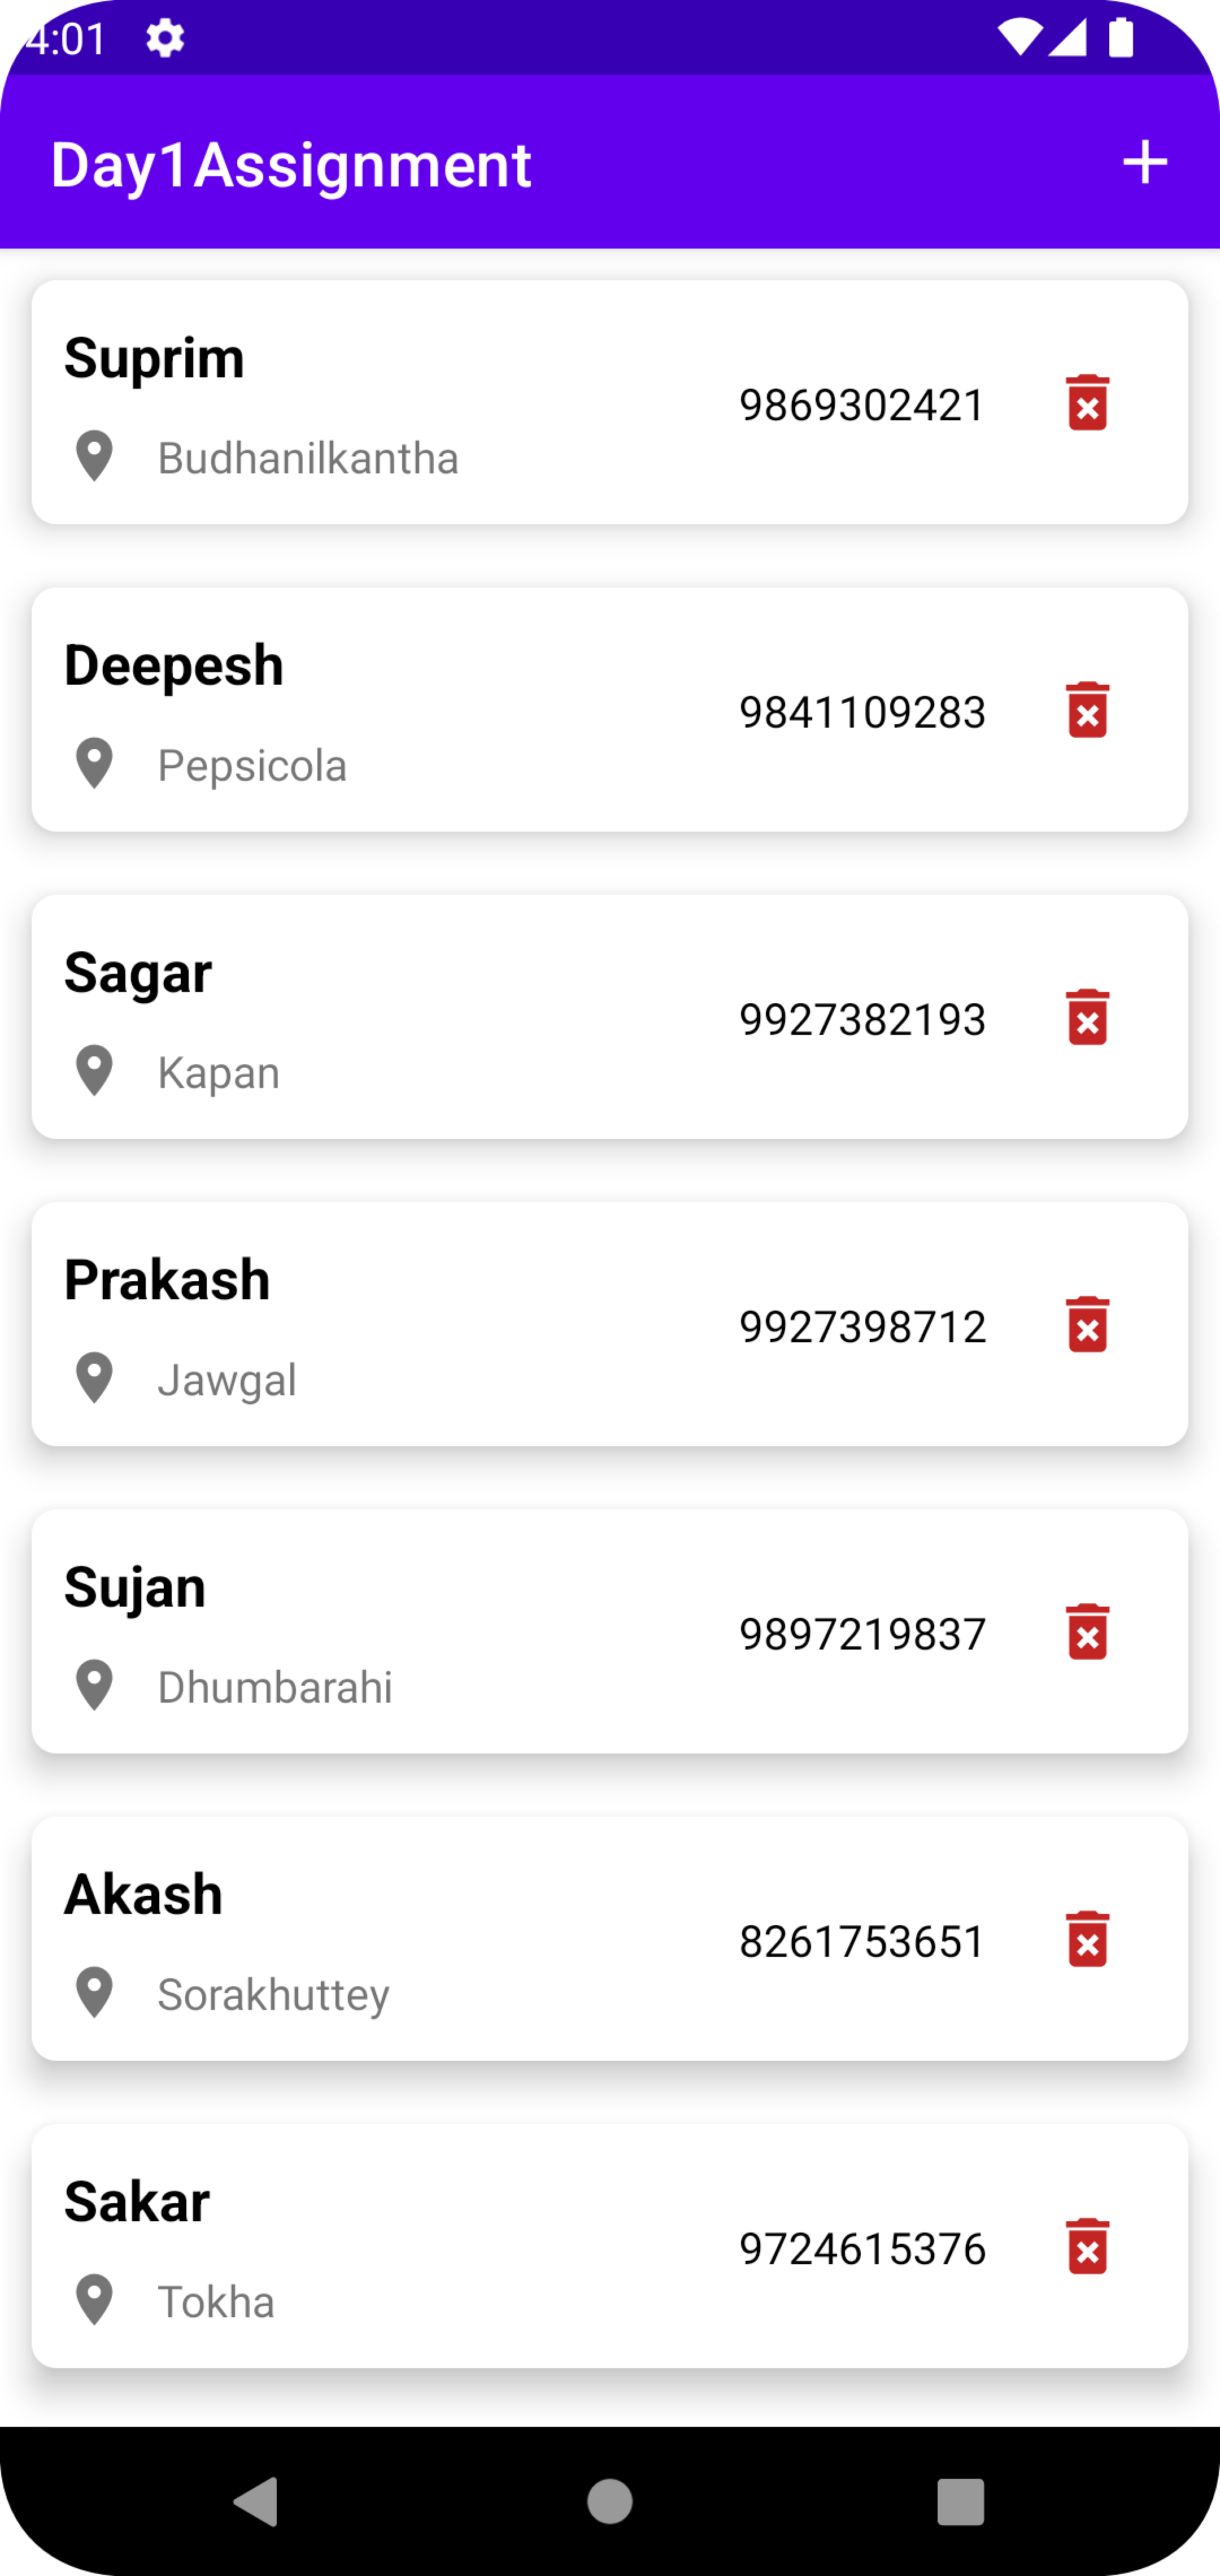 4:01
Day1Assignment
Suprim
9869302421
Budhanilkantha
Deepesh
9841109283
Pepsicola
Sagar
9927382193
Kapan
Prakash
9927398712
Jawgal
Sujan
9897219837
Dhumbarahi
Akash
8261753651
Sorakhuttey
Sakar
9724615376
Tokha